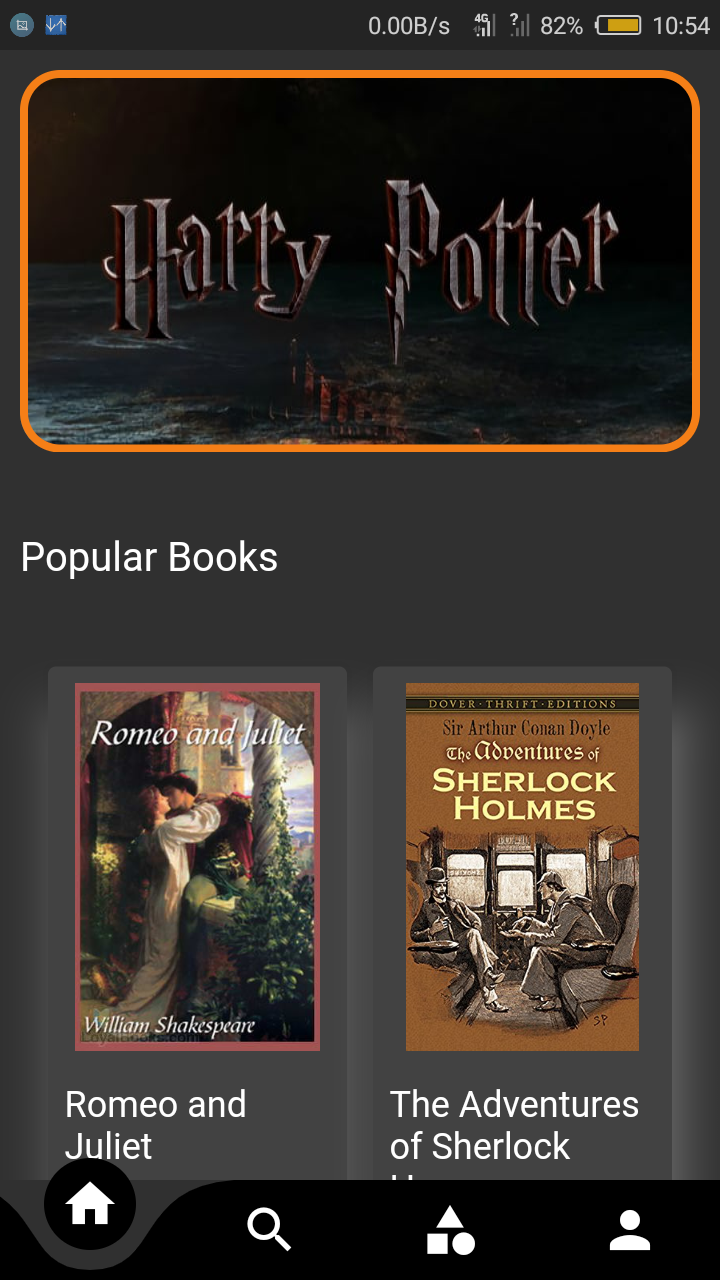 0.00B/s 4G ? 82% 10:54
Harry Potter
Popular Books
Romeo and Juliet
William Shakespeare
DOVER·THRIFT·EDITIONS
Sir Arthur Conan Doyle
The Adventures of
SHERLOCK
HOLMES
SP
Romeo and
Juliet
The Adventures
of Sherlock